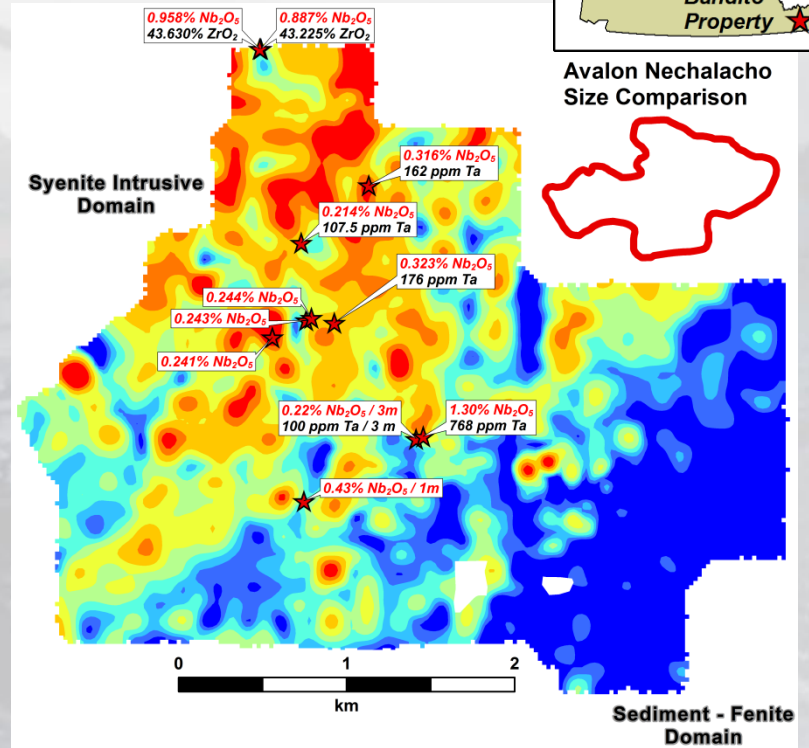 Bandito
Property
0.958% Nb₂O₅
43.630% ZrO₂
0.887% Nb₂O₅
43.225% ZrO₂
Avalon Nechalacho
Size Comparison
0.316% Nb₂O₅
162 ppm Ta
Syenite Intrusive
Domain
0.214% Nb₂O₅
107.5 ppm Ta
0.323% Nb₂O₅
176 ppm Ta
0.244% Nb₂O₅
0.243% Nb₂O₅
0.241% Nb₂O₅
0.22% Nb₂O₅ / 3m
100 ppm Ta / 3 m
1.30% Nb₂O₅
768 ppm Ta
0.43% Nb₂O₅ / 1m
0 1 2
km
Sediment - Fenite
Domain